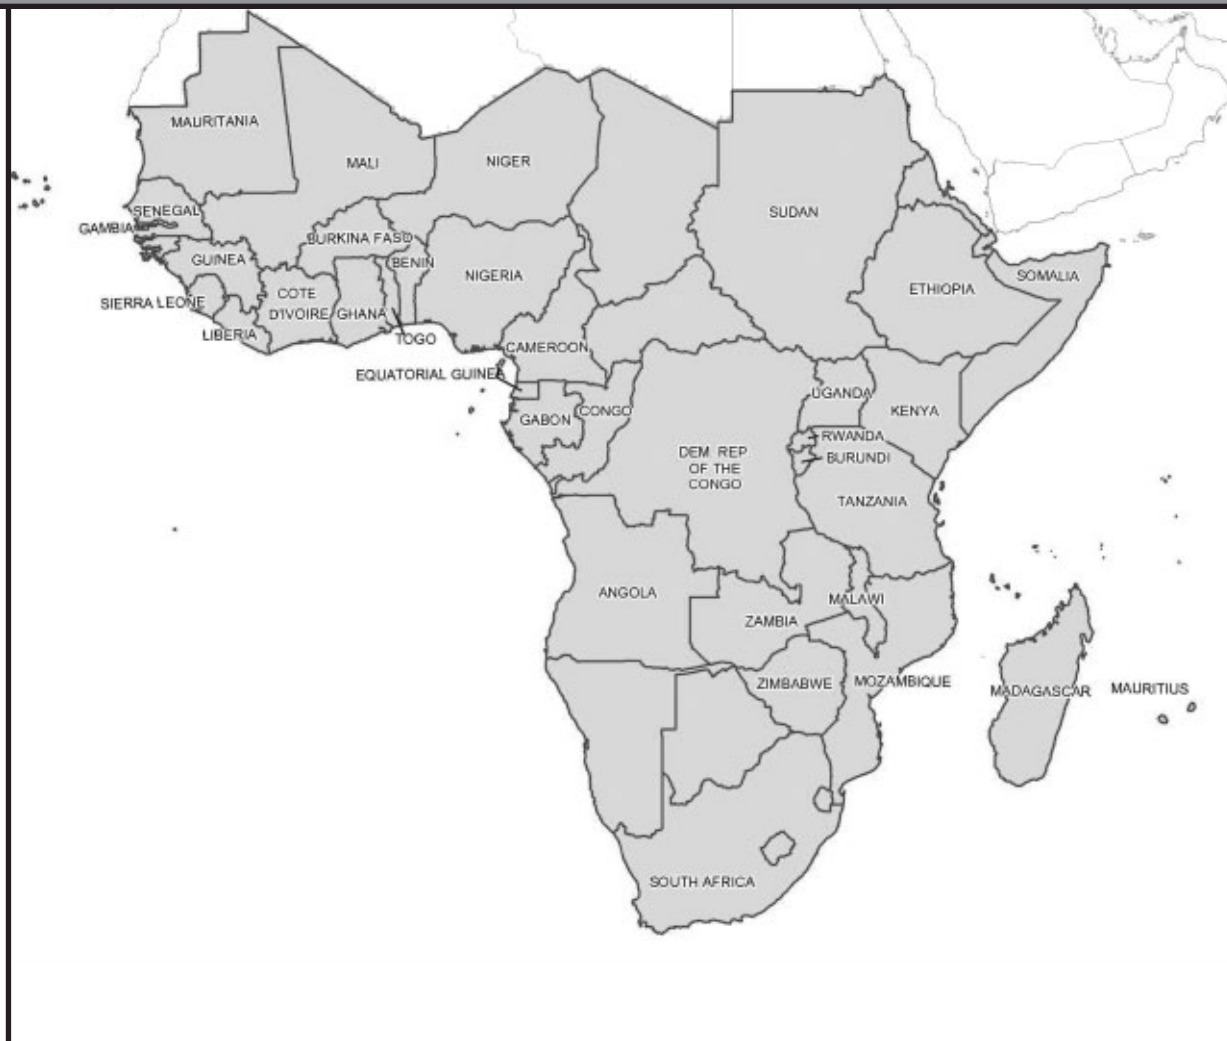 MAURITANIA
MALI
NIGER
SUDAN
SENEGAL
GAMBIA
BURKINA FASO
GUINEA
BENIN
NIGERIA
ETHIOPIA
SOMALIA
SIERRA LEONE
COTE
D'IVOIRE
GHANA
LIBERIA
TOGO
CAMEROON
EQUATORIAL GUINEA
GABON
CONGO
UGANDA
KENYA
RWANDA
BURUNDI
DEM. REP
OF THE
CONGO
TANZANIA
ANGOLA
MALAWI
ZAMBIA
ZIMBABWE
MOZAMBIQUE
MADAGASCAR
MAURITIUS
SOUTH AFRICA